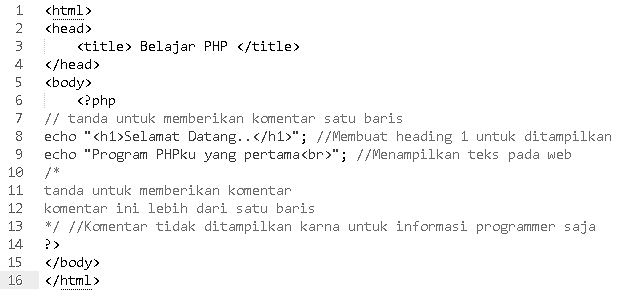 1 <html>
2 <head>
3     <title> Belajar PHP </title>
4 </head>
5 <body>
6     <?php
7 // tanda untuk memberikan komentar satu baris
8 echo "<h1>Selamat Datang..</h1>"; //Membuat heading 1 untuk ditampilkan
9 echo "Program PHPku yang pertama<br>"; //Menampilkan teks pada web
10 /*
11 tanda untuk memberikan komentar
12 komentar ini lebih dari satu baris
13 */ //Komentar tidak ditampilkan karna untuk informasi programmer saja
14 ?>
15 </body>
16 </html>